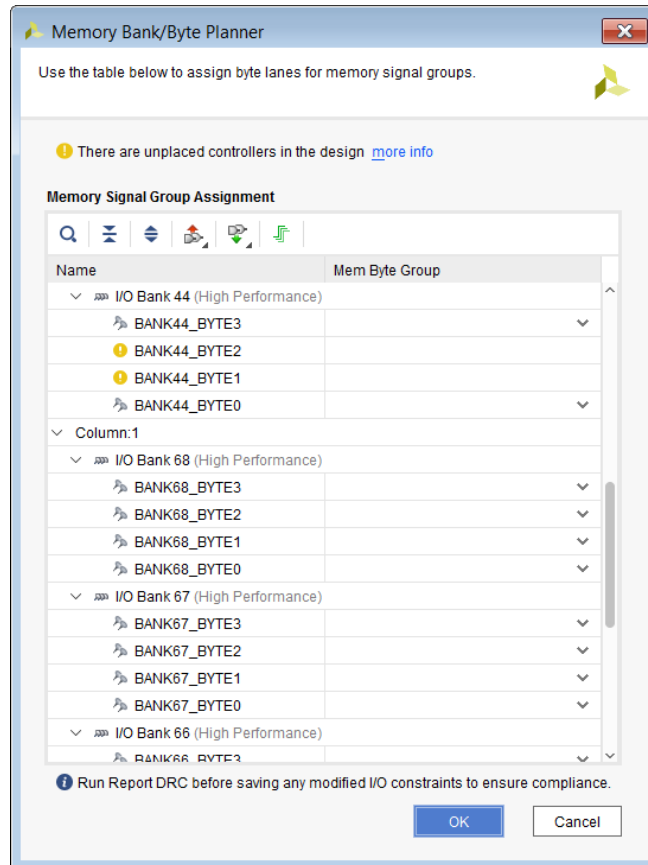 Memory Bank/Byte Planner
Use the table below to assign byte lanes for memory signal groups.
There are unplaced controllers in the design more info
Memory Signal Group Assignment
Name Mem Byte Group
I/O Bank 44 (High Performance)
BANK44_BYTE3
BANK44_BYTE2
BANK44_BYTE1
BANK44_BYTE0
Column:1
I/O Bank 68 (High Performance)
BANK68_BYTE3
BANK68_BYTE2
BANK68_BYTE1
BANK68_BYTE0
I/O Bank 67 (High Performance)
BANK67_BYTE3
BANK67_BYTE2
BANK67_BYTE1
BANK67_BYTE0
I/O Bank 66 (High Performance)
BANK66_BYTE3
Run Report DRC before saving any modified I/O constraints to ensure compliance.
OK Cancel